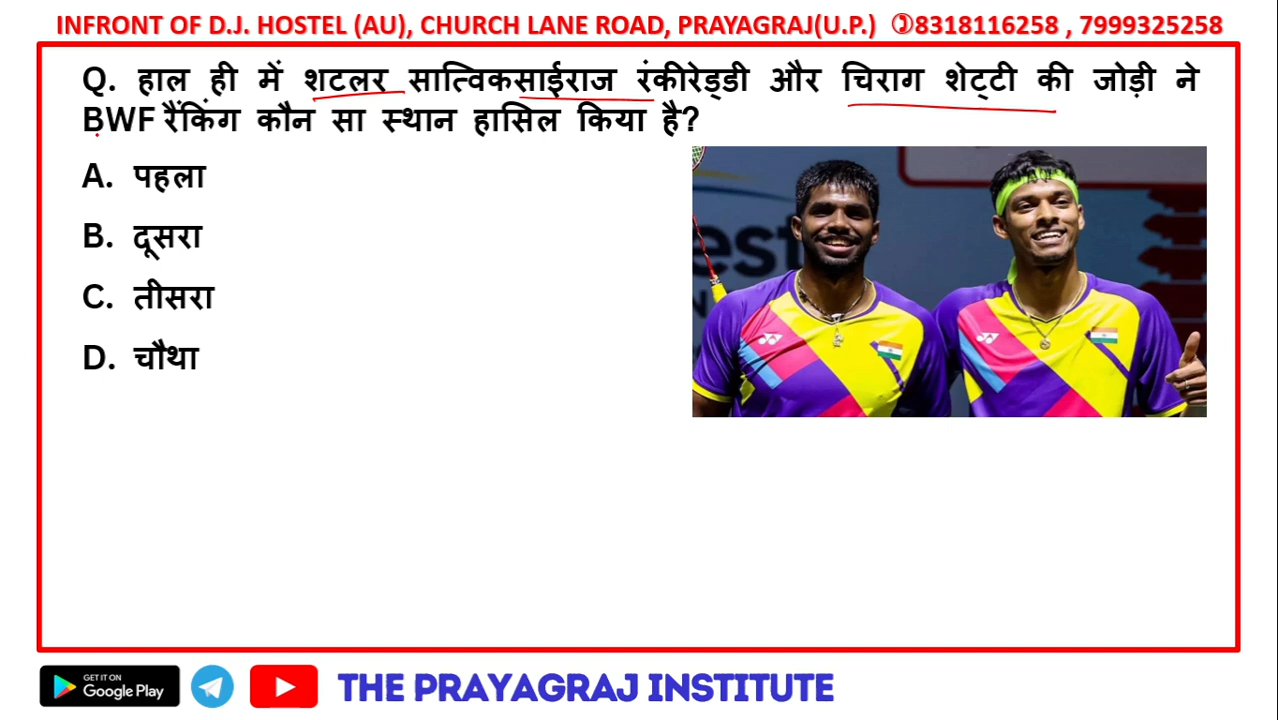 INFRONT OF D.J. HOSTEL (AU), CHURCH LANE ROAD, PRAYAGRAJ(U.P.) ✆8318116258 , 7999325258
Q. हाल ही में शटलर सात्विकसाईराज रंकीरेड्डी और चिराग शेट्टी की जोड़ी ने
BWF रैंकिंग कौन सा स्थान हासिल किया है?
A. पहला
B. दूसरा
C. तीसरा
D. चौथा
est
GET IT ON
Google Play
THE PRAYAGRAJ INSTITUTE